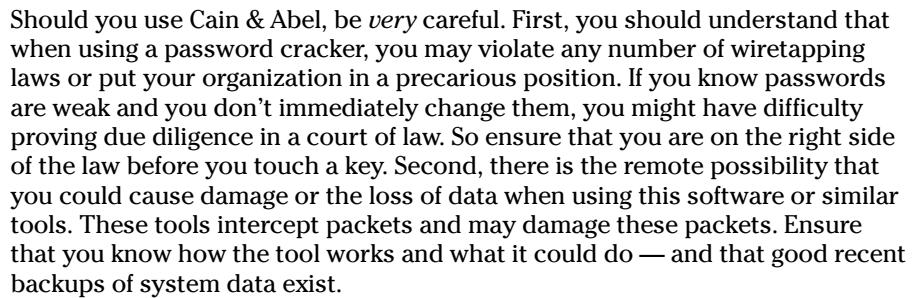 Should you use Cain & Abel, be very careful. First, you should understand that
when using a password cracker, you may violate any number of wiretapping
laws or put your organization in a precarious position. If you know passwords
are weak and you don’t immediately change them, you might have difficulty
proving due diligence in a court of law. So ensure that you are on the right side
of the law before you touch a key. Second, there is the remote possibility that
you could cause damage or the loss of data when using this software or similar
tools. These tools intercept packets and may damage these packets. Ensure
that you know how the tool works and what it could do — and that good recent
backups of system data exist.